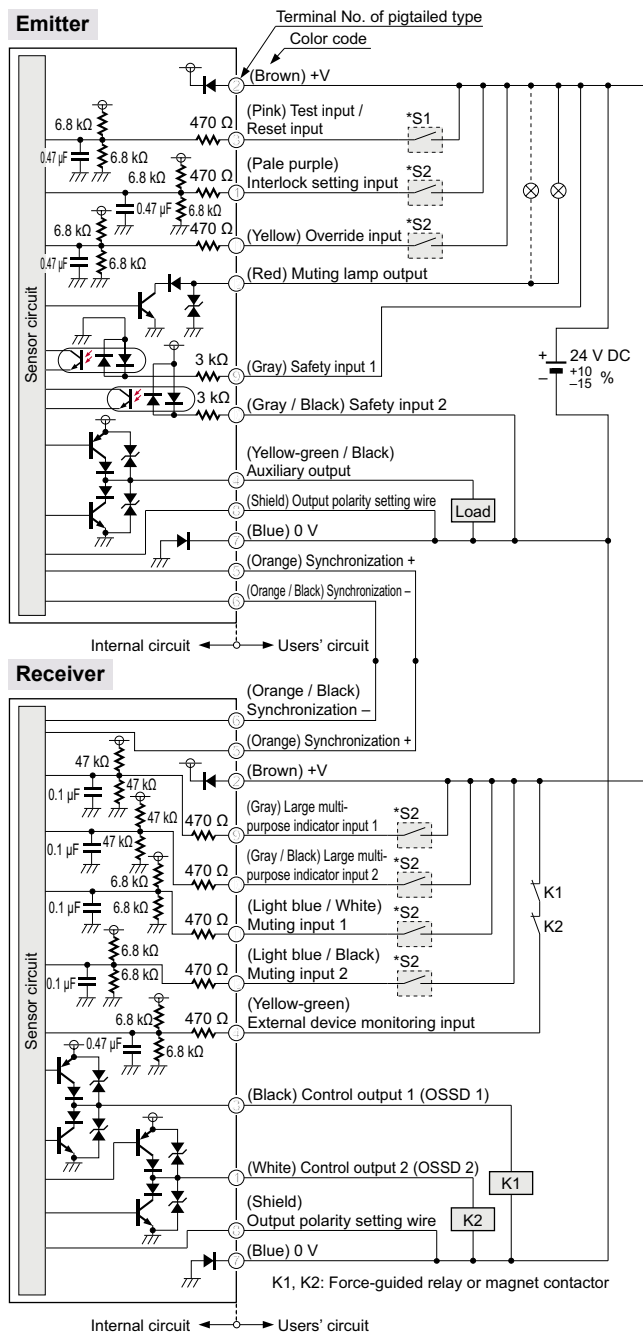 Emitter
Terminal No. of pigtailed type
Color code
(Brown) +V
(Pink) Test input /
Reset input
*S1
6.8 kΩ
470 Ω
0.47 µF
6.8 kΩ
(Pale purple)
Interlock setting input
*S2
6.8 kΩ
470 Ω
0.47 µF
6.8 kΩ
(Yellow) Override input
*S2
6.8 kΩ
470 Ω
0.47 µF
6.8 kΩ
(Red) Muting lamp output
Sensor circuit
3 kΩ
(Gray) Safety input 1
3 kΩ
(Gray / Black) Safety input 2
+
–
24 V DC
+10
–15 %
(Yellow-green / Black)
Auxiliary output
(Shield) Output polarity setting wire
Load
(Blue) 0 V
(Orange) Synchronization +
(Orange / Black) Synchronization –
Internal circuit
Users' circuit
Receiver
(Orange / Black)
Synchronization –
(Orange) Synchronization +
(Brown) +V
47 kΩ
0.1 µF
47 kΩ
470 Ω
(Gray) Large multi-
purpose indicator input 1
*S2
47 kΩ
0.1 µF
47 kΩ
470 Ω
(Gray / Black) Large multi-
purpose indicator input 2
*S2
6.8 kΩ
0.1 µF
6.8 kΩ
470 Ω
(Light blue / White)
Muting input 1
*S2
K1
K2
6.8 kΩ
0.1 µF
6.8 kΩ
470 Ω
(Light blue / Black)
Muting input 2
*S2
6.8 kΩ
470 Ω
0.47 µF
6.8 kΩ
(Yellow-green)
External device monitoring input
Sensor circuit
(Black) Control output 1 (OSSD 1)
(White) Control output 2 (OSSD 2)
K1
K2
(Shield)
Output polarity setting wire
(Blue) 0 V
K1, K2: Force-guided relay or magnet contactor
Internal circuit
Users' circuit